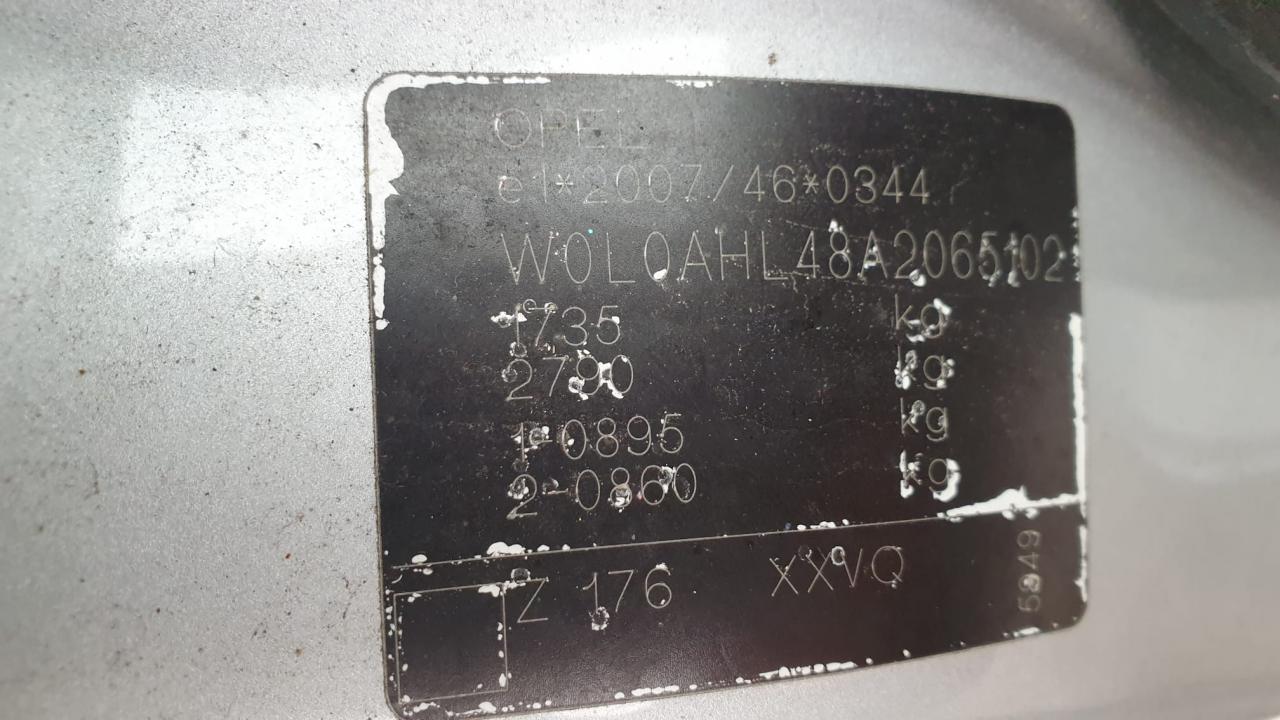 OPEL
e1*2007/46*0344
W0L0AHL48A2065102
1735 kg
2790 kg
1-0895 kg
2-0860 kg
Z 176 XXVQ
5949